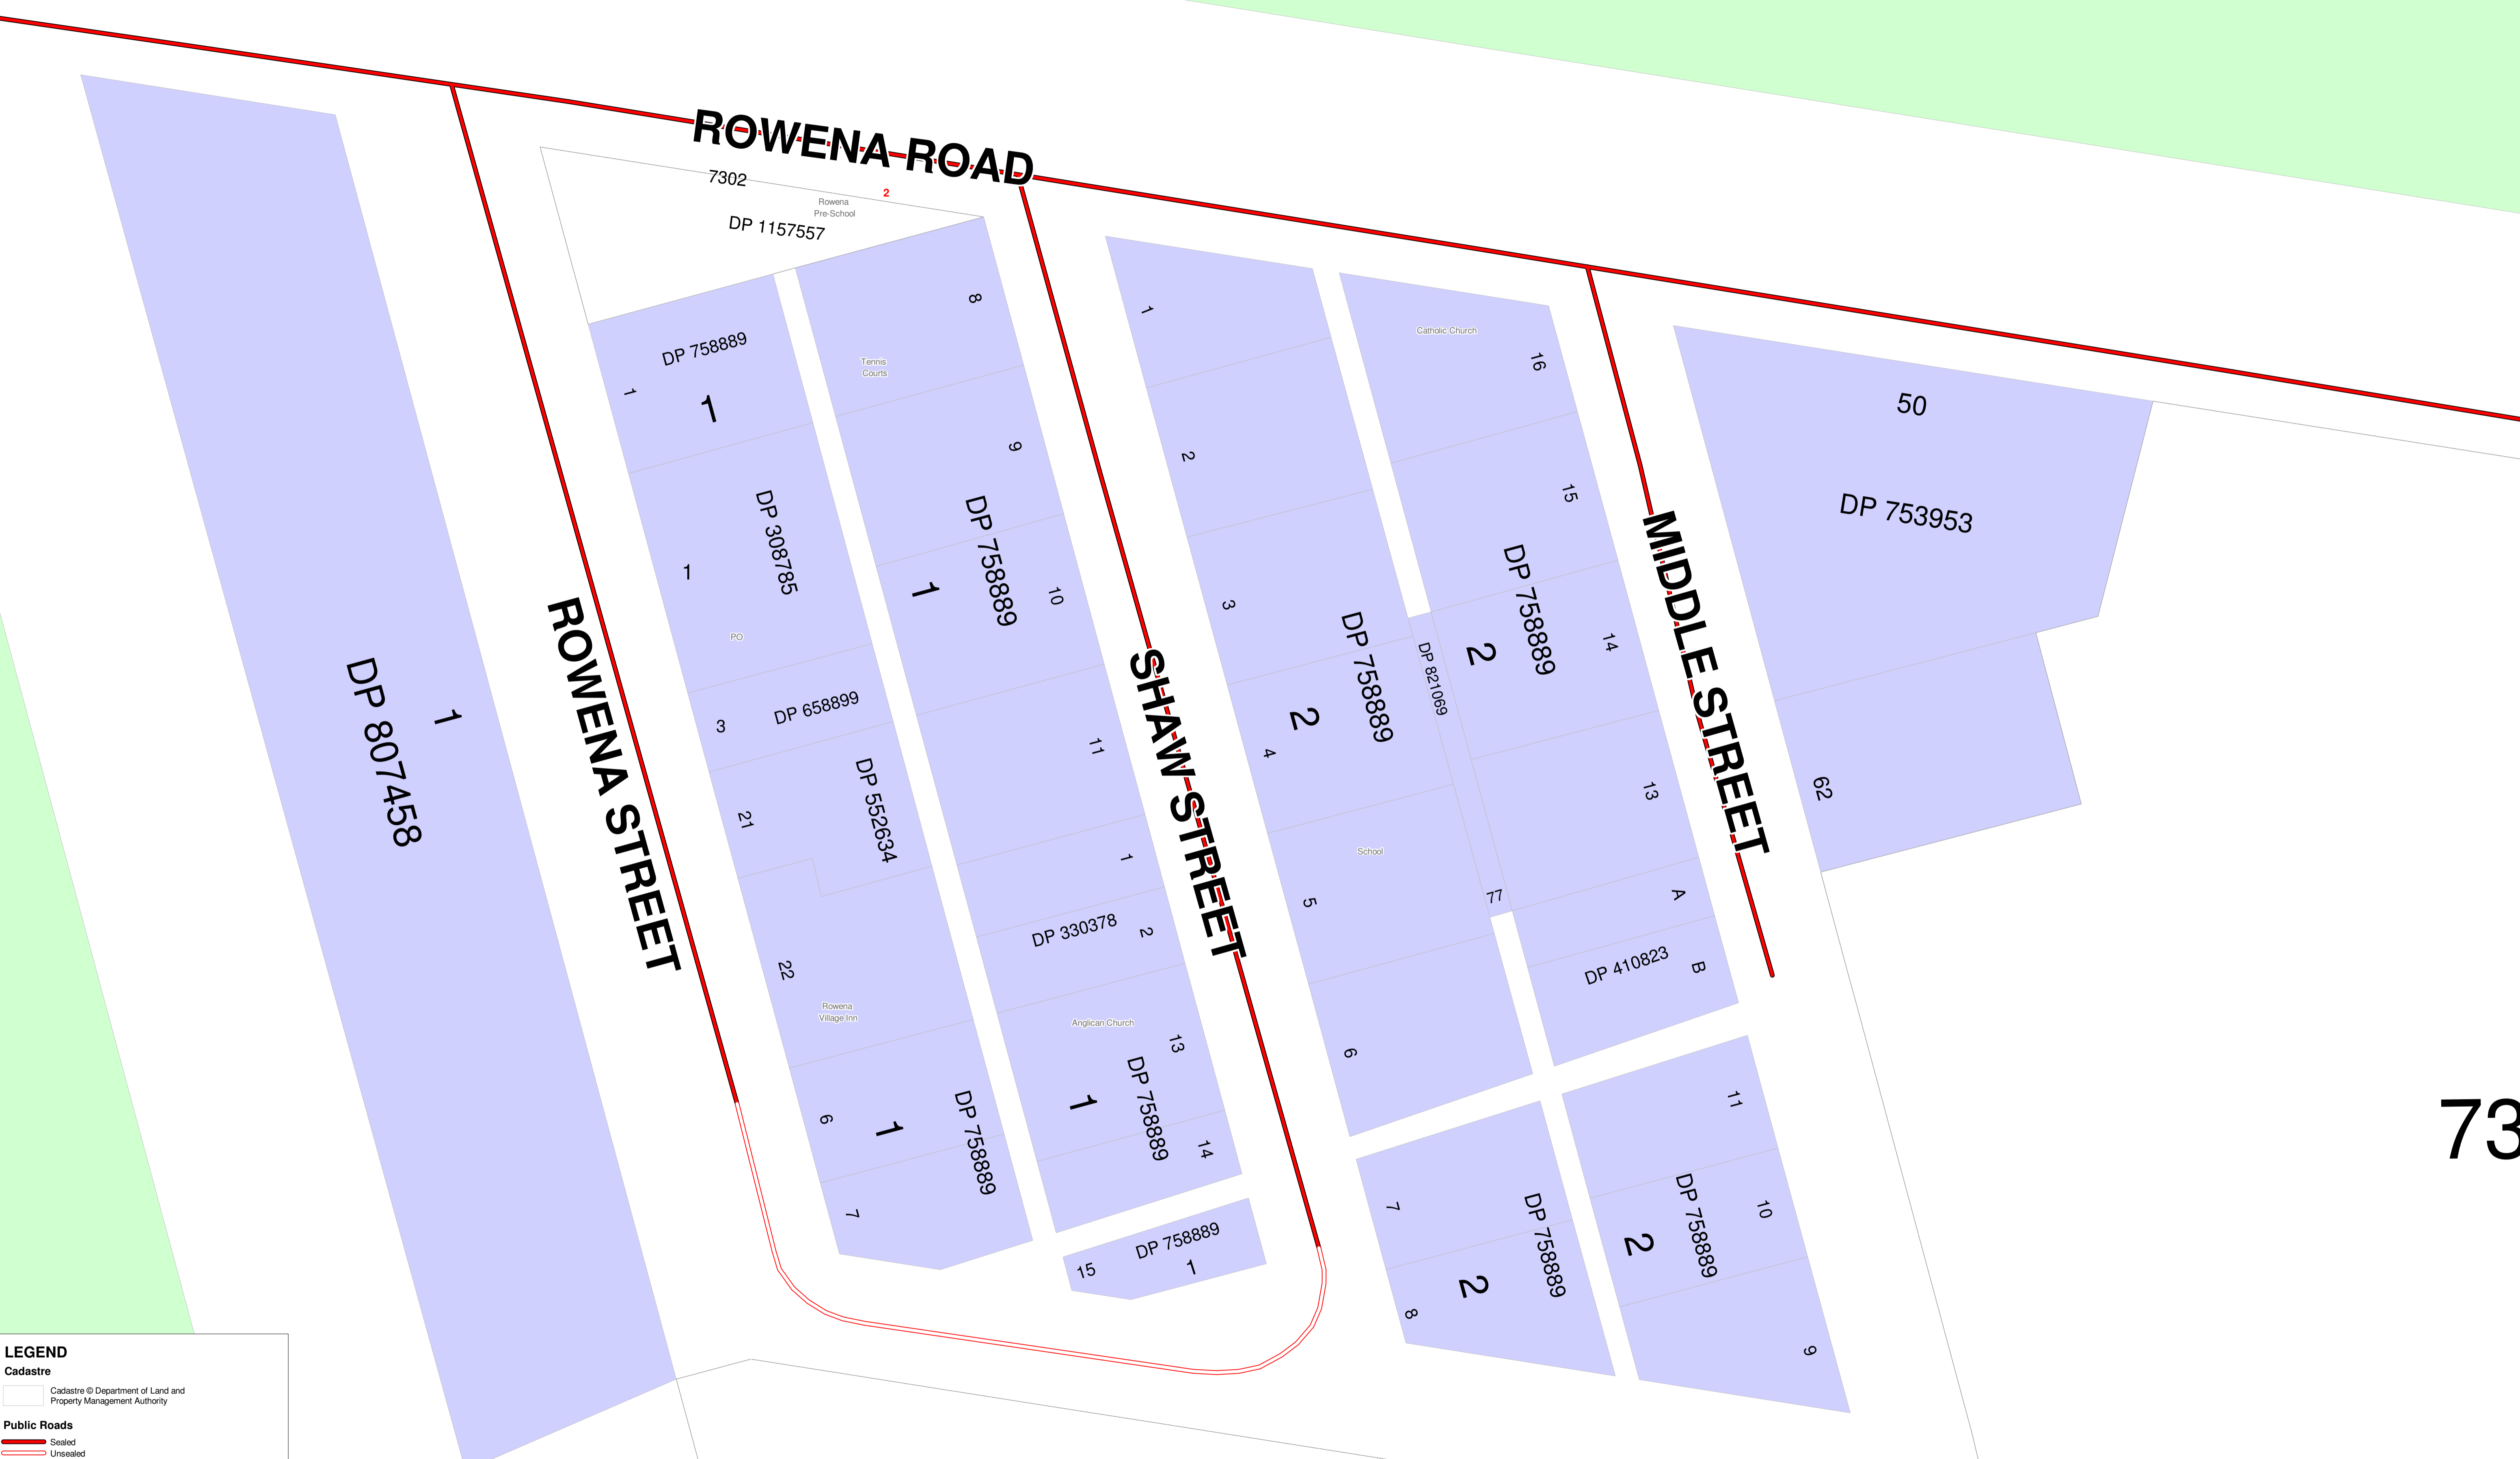 ROWENA ROAD
7302
2
Rowena
Pre-School
DP 1157557
DP 807458
1
ROWENA STREET
DP 758889
1
1
DP 308785
1
PO
3
DP 658899
21
DP 552634
22
Rowena
Village Inn
6
1
DP 758889
7
8
Tennis
Courts
9
DP 758889
1
10
11
1
DP 330378
2
Anglican Church
13
DP 758889
1
14
DP 758889
15
1
SHAW STREET
1
2
3
DP 758889
2
4
School
5
6
DP 821069
77
7
DP 758889
2
8
Catholic Church
16
15
DP 758889
2
14
13
A
DP 410823
B
11
DP 758889
10
2
9
MIDDLE STREET
50
DP 753953
62
73
LEGEND
Cadastre
Cadastre © Department of Land and
Property Management Authority
Public Roads
Sealed
Unsealed